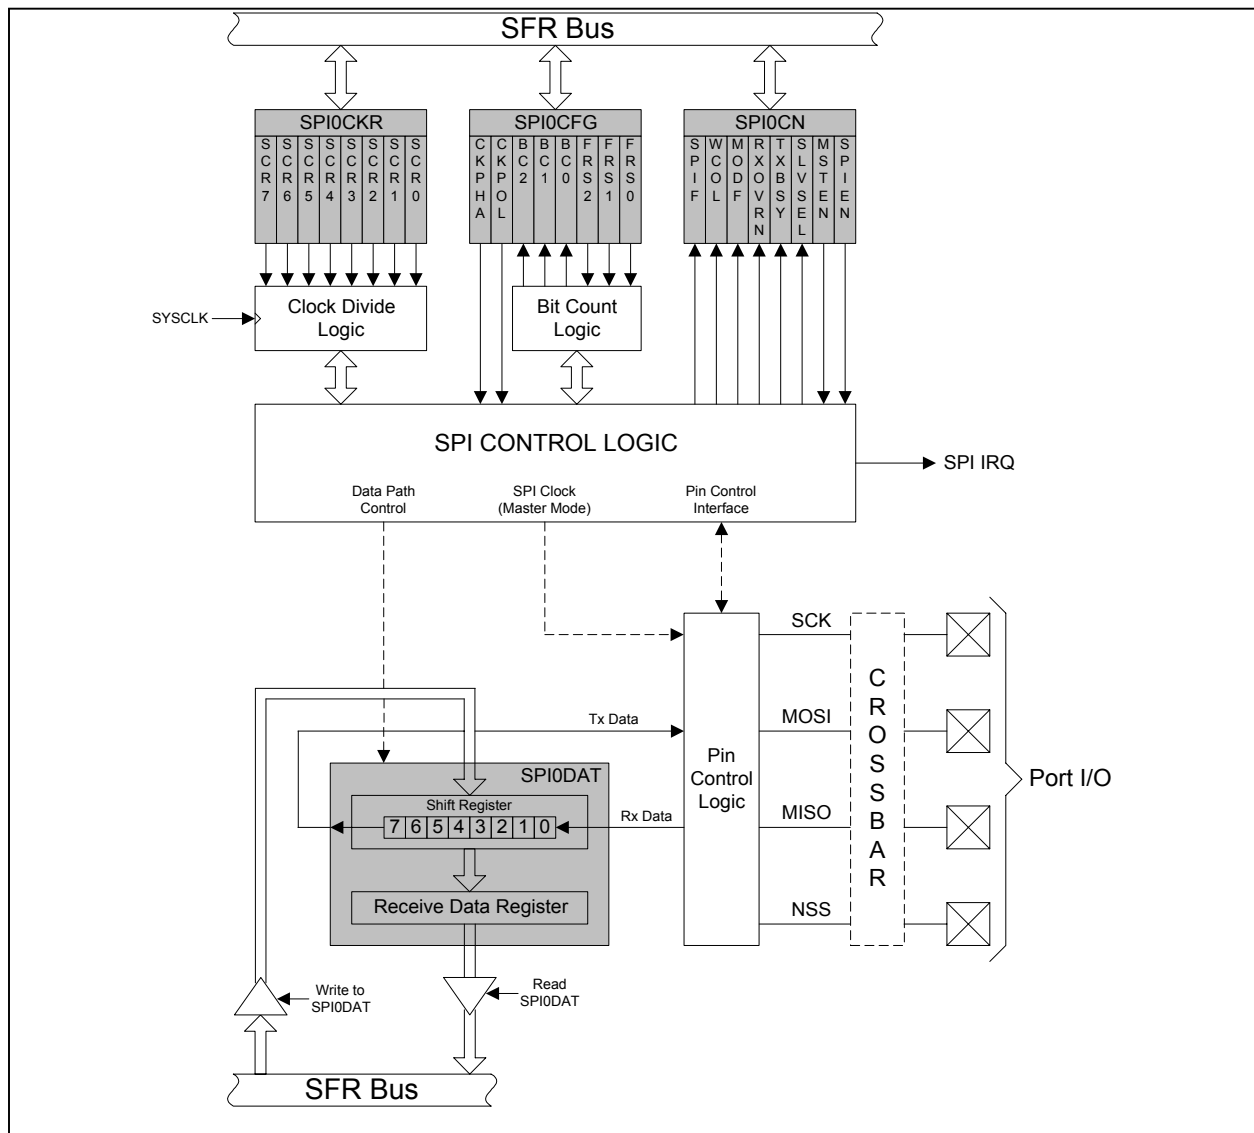 SFR Bus
SPI0CKR
SCR7
SCR6
SCR5
SCR4
SCR3
SCR2
SCR1
SCR0
SPI0CFG
CKPHA
CKPOL
BC2
BC1
BC0
FRS2
FRS1
FRS0
SPI0CN
SPIF
WCOL
MODF
RXOVRN
TXBSY
SLVSEL
MSTEN
SPIEN
SYSCLK
Clock Divide
Logic
Bit Count
Logic
SPI CONTROL LOGIC
SPI IRQ
Data Path
Control
SPI Clock
(Master Mode)
Pin Control
Interface
SCK
MOSI
MISO
NSS
CROSSBAR
Port I/O
Tx Data
Pin
Control
Logic
SPI0DAT
Shift Register
7 6 5 4 3 2 1 0
Rx Data
Receive Data Register
Write to
SPI0DAT
Read
SPI0DAT
SFR Bus